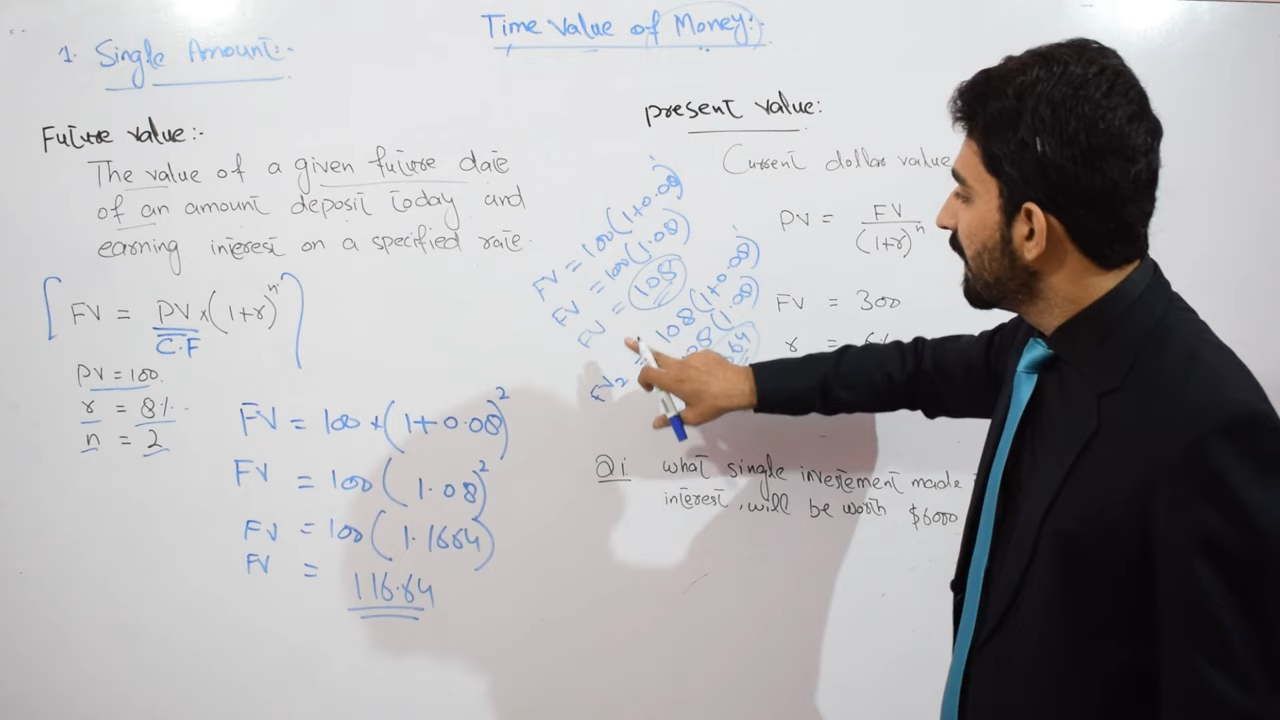 Time Value of Money:-
1. Single Amount:-
Future value:-
The value of a given future date
of an amount deposit today and
earning interest on a specified rate.
FV = PV × (1+r)^n
C.F
PV = 100
r = 8%
n = 2
FV = 100 × (1+0.08)^2
FV = 100 (1.08)^2
FV = 100 (1.1664)
FV = 116.64
FV = 100(1+0.08)^1
FV = 100(1.08)
FV = 108
FV2 = 108(1+0.08)
(1.08)
present value:
Current dollar value
PV = FV / (1+r)^n
FV = 300
r =
Q1 what single investement made
interest, will be worth $6000